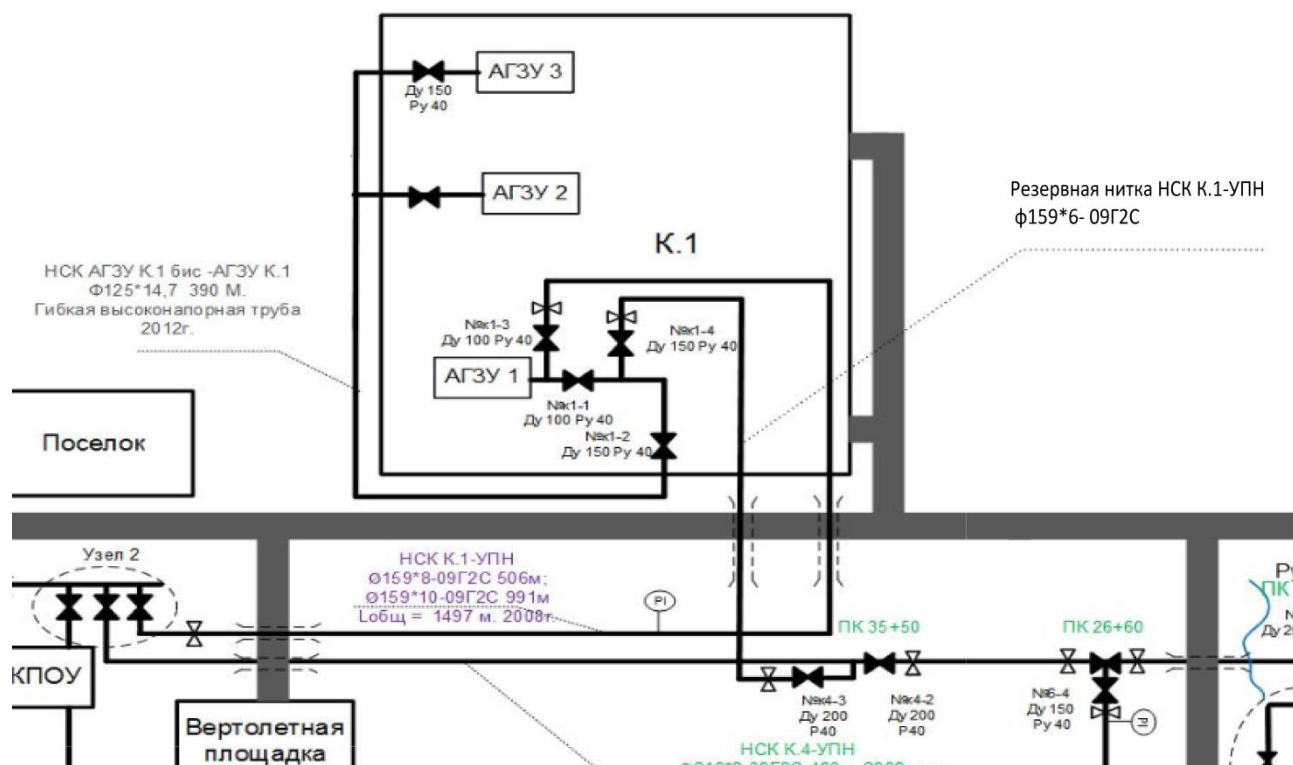 АГЗУ 3
Ду 150
Ру 40
АГЗУ 2
К.1
Резервная нитка НСК К.1-УПН
ф159*6- 09Г2С
НСК АГЗУ К.1 бис -АГЗУ К.1
Ф125*14,7 390 М.
Гибкая высоконапорная труба
2012г.
№к1-3
Ду 100 Ру 40
№к1-4
Ду 150 Ру 40
АГЗУ 1
№к1-1
Ду 100 Ру 40
№к1-2
Ду 150 Ру 40
Поселок
Узел 2
НСК К.1-УПН
Ø159*8-09Г2С 506м;
Ø159*10-09Г2С 991м
Lобщ = 1497 м. 2008г.
PI
ПК 35+50
ПК 26+60
ПК
КПОУ
№к4-3
Ду 200
Р40
№к4-2
Ду 200
Р40
№6-4
Ду 150
Ру 40
PI
Вертолетная
площадка
НСК К.4-УПН